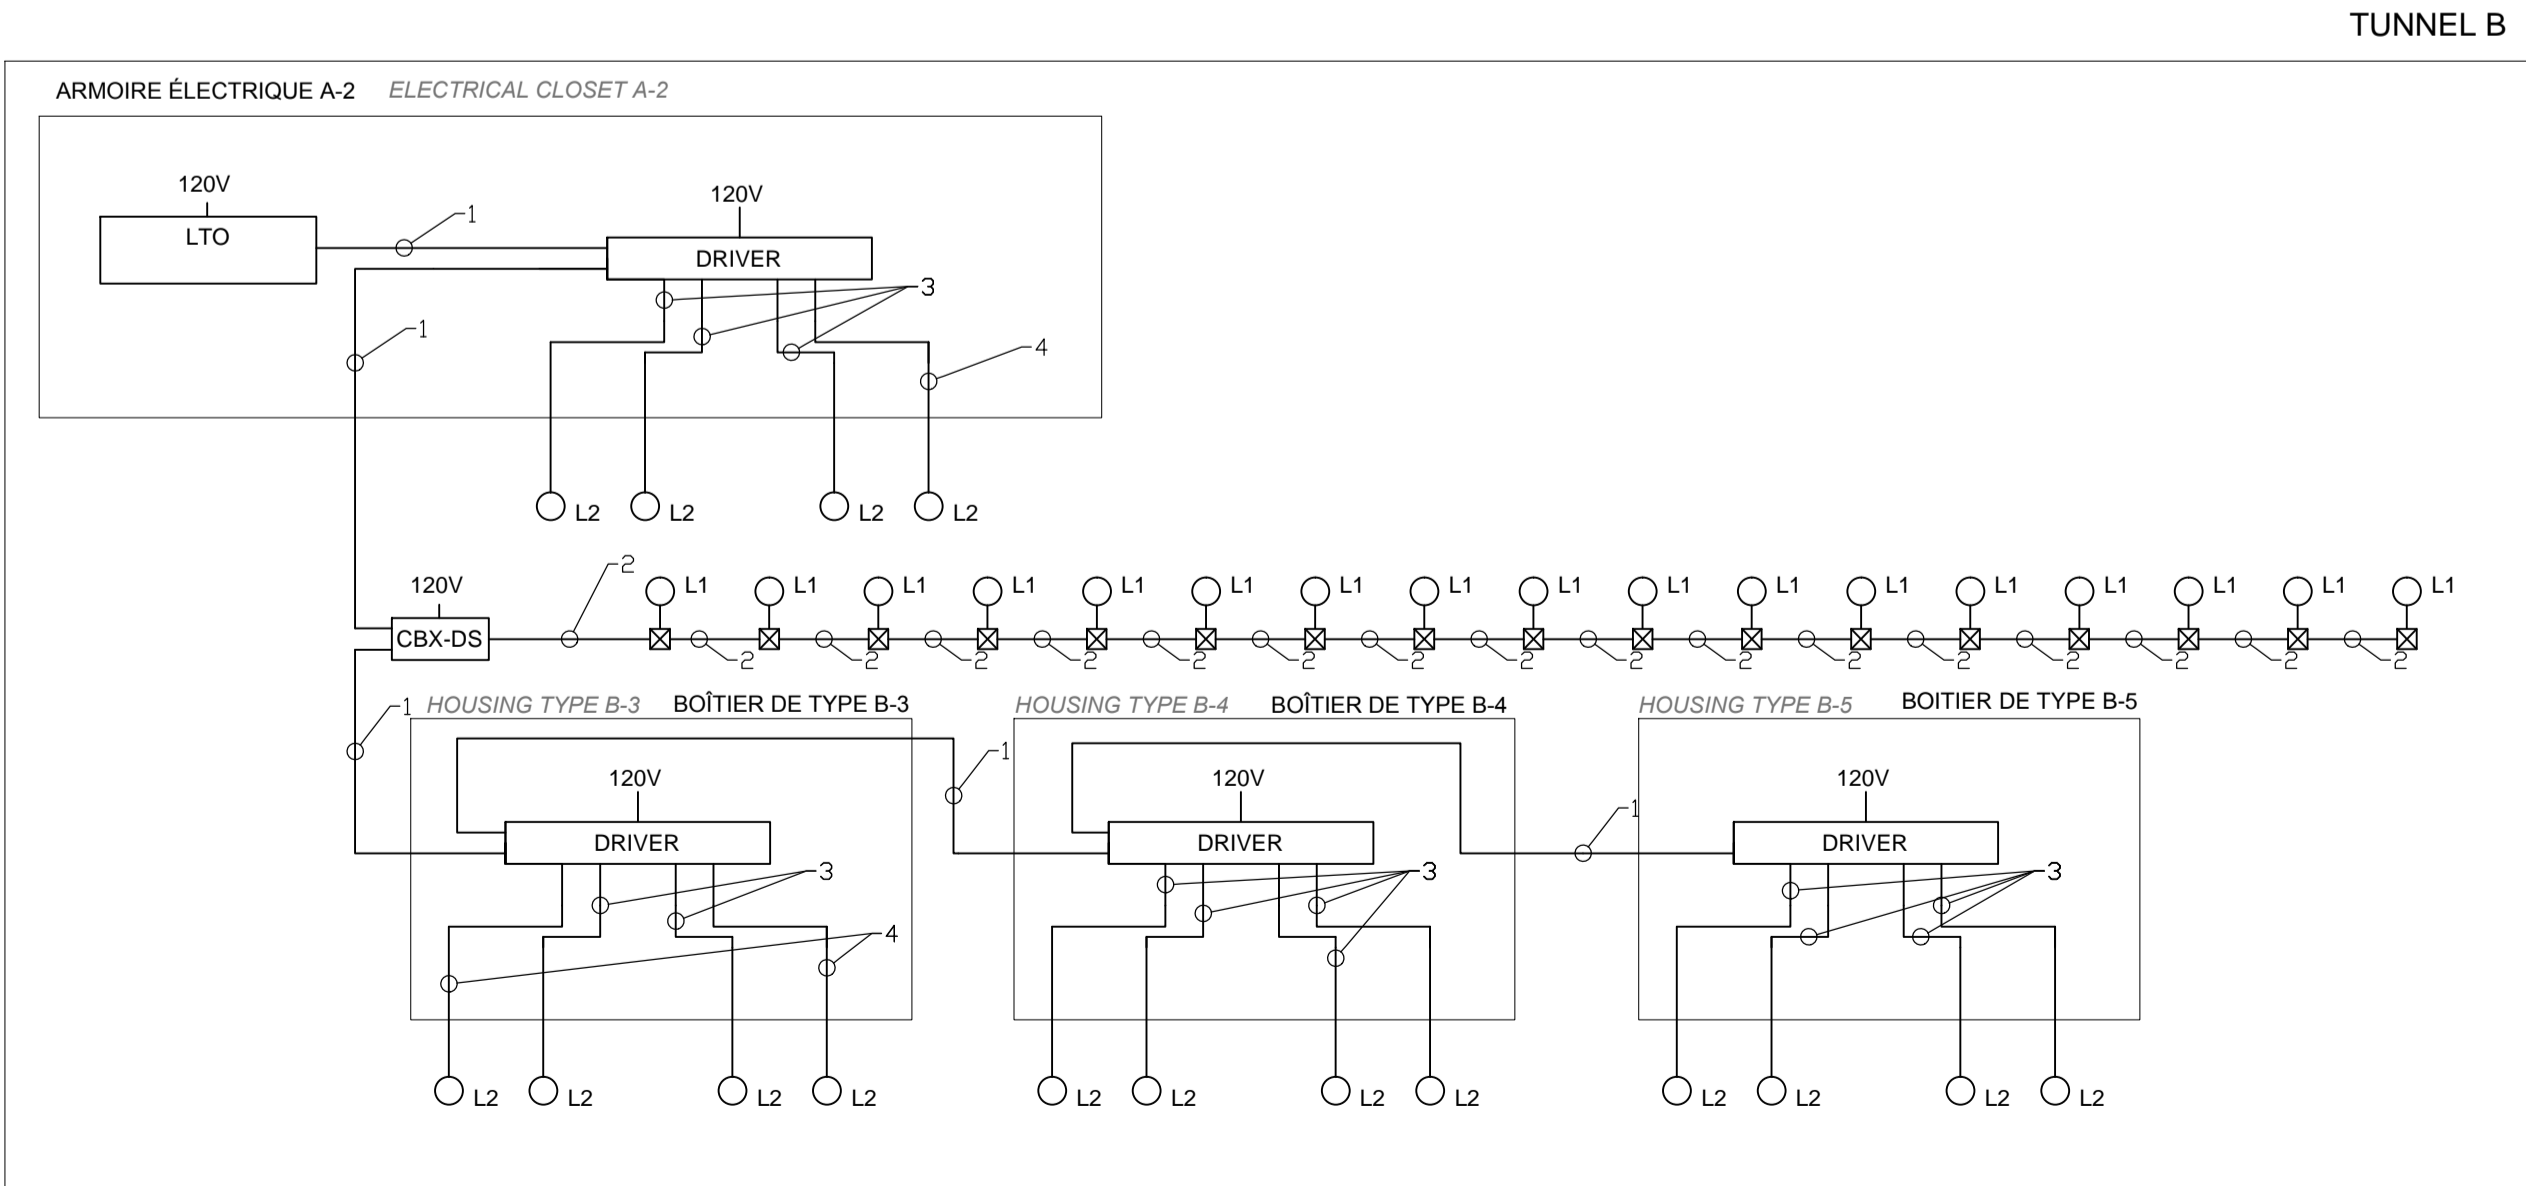 TUNNEL B
ARMOIRE ÉLECTRIQUE A-2 ELECTRICAL CLOSET A-2
120V
LTO
1
120V
DRIVER
3
1
4
L2 L2 L2 L2
2
120V
CBX-DS
L1 L1 L1 L1 L1 L1 L1 L1 L1 L1 L1 L1 L1 L1 L1 L1 L1
2 2 2 2 2 2 2 2 2 2 2 2 2 2 2 2
1
HOUSING TYPE B-3 BOÎTIER DE TYPE B-3
120V
DRIVER
3
4
L2 L2 L2 L2
1
HOUSING TYPE B-4 BOÎTIER DE TYPE B-4
120V
DRIVER
3
L2 L2 L2 L2
1
HOUSING TYPE B-5 BOITIER DE TYPE B-5
120V
DRIVER
3
L2 L2 L2 L2